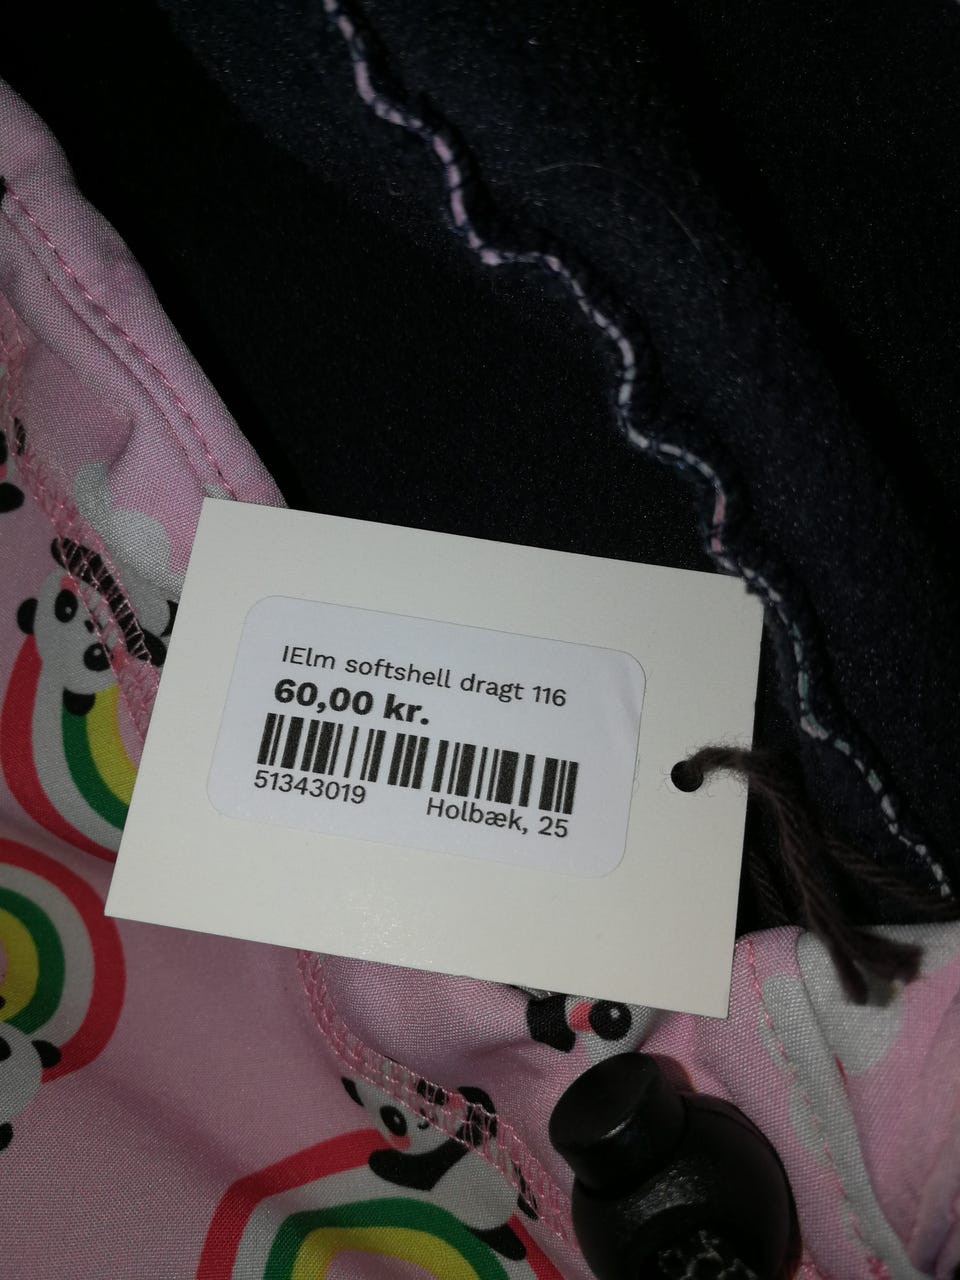 IElm softshell dragt 116
60,00 kr.
51343019
Holbæk, 25